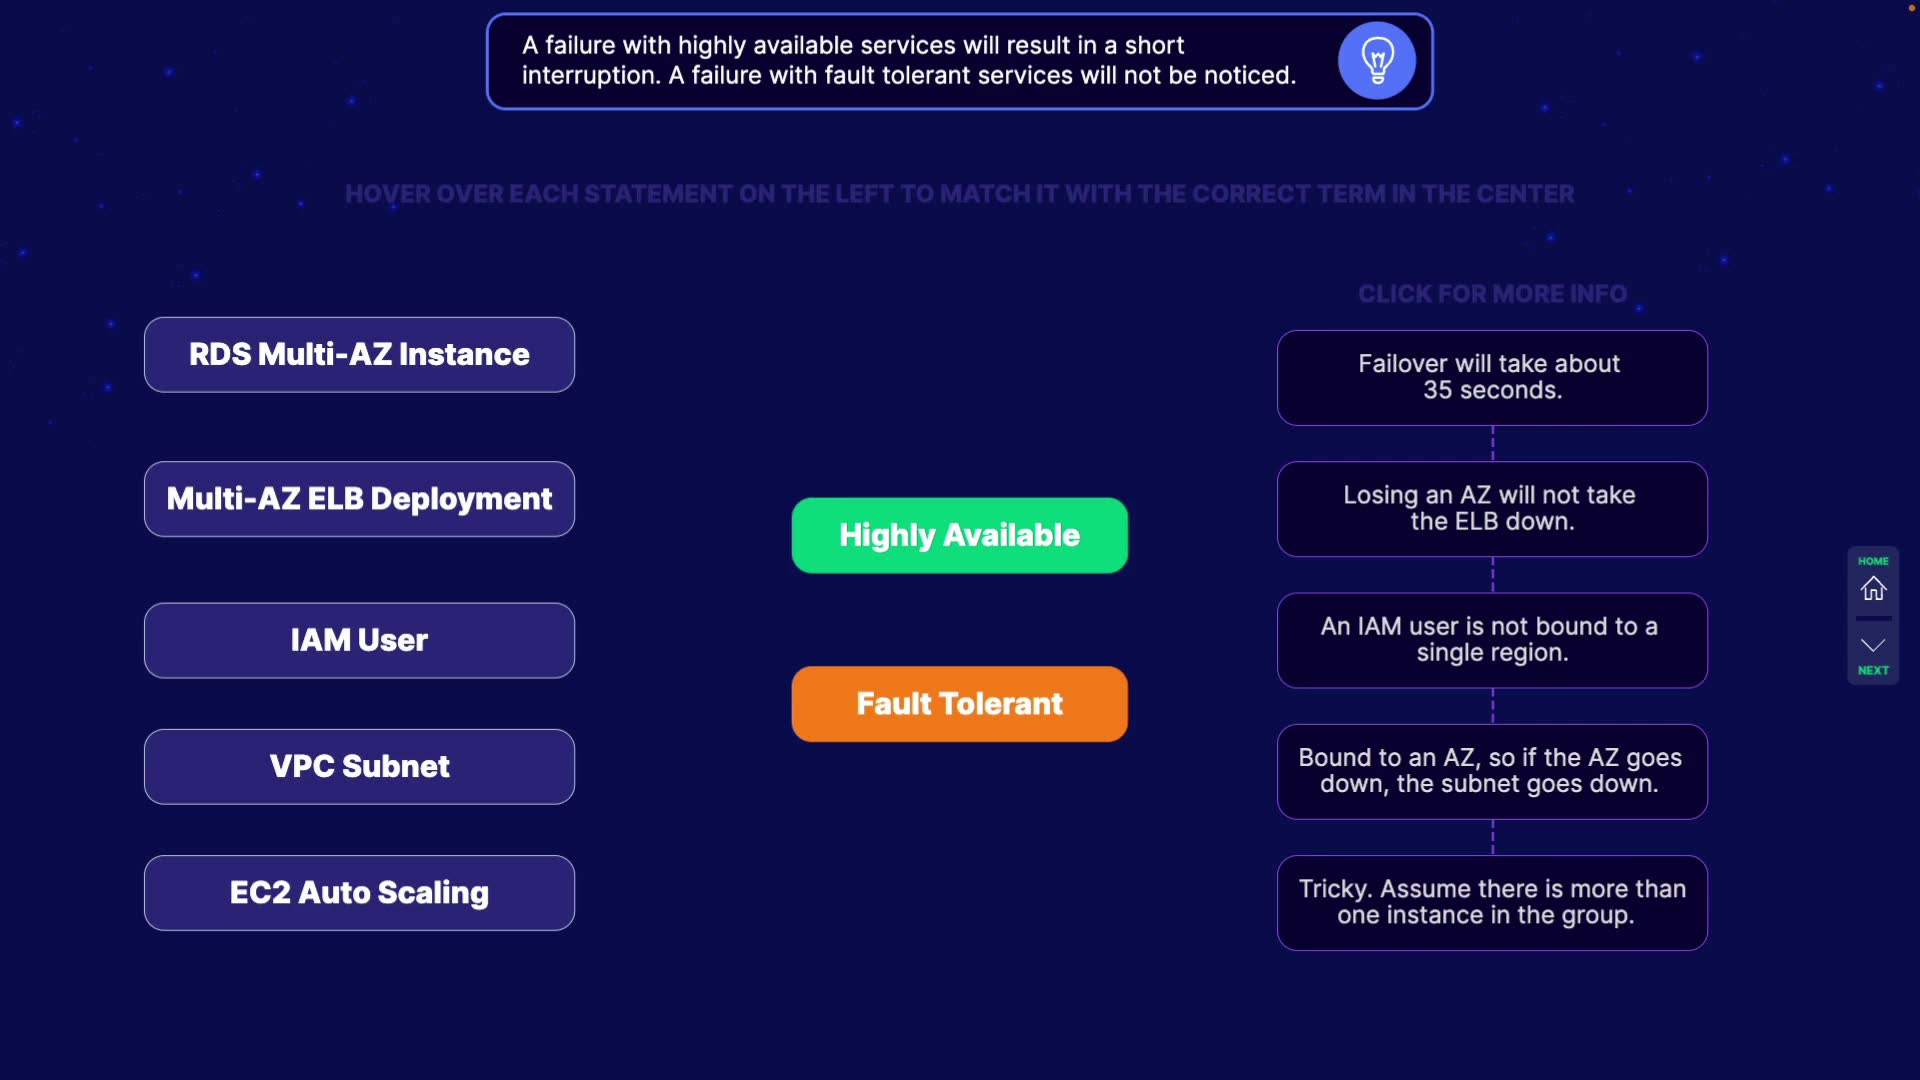 A failure with highly available services will result in a short
interruption. A failure with fault tolerant services will not be noticed.
HOVER OVER EACH STATEMENT ON THE LEFT TO MATCH IT WITH THE CORRECT TERM IN THE CENTER
RDS Multi-AZ Instance
Multi-AZ ELB Deployment
IAM User
VPC Subnet
EC2 Auto Scaling
Highly Available
Fault Tolerant
CLICK FOR MORE INFO
Failover will take about
35 seconds.
Losing an AZ will not take
the ELB down.
An IAM user is not bound to a
single region.
Bound to an AZ, so if the AZ goes
down, the subnet goes down.
Tricky. Assume there is more than
one instance in the group.
HOME
NEXT